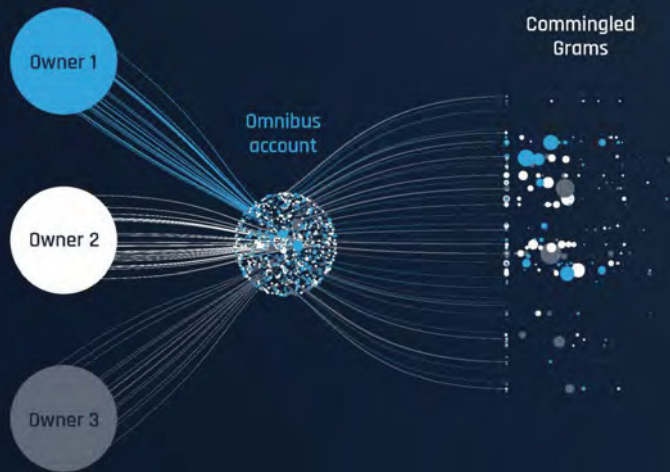 Commingled
Grams
Owner 1
Omnibus
account
Owner 2
Owner 3